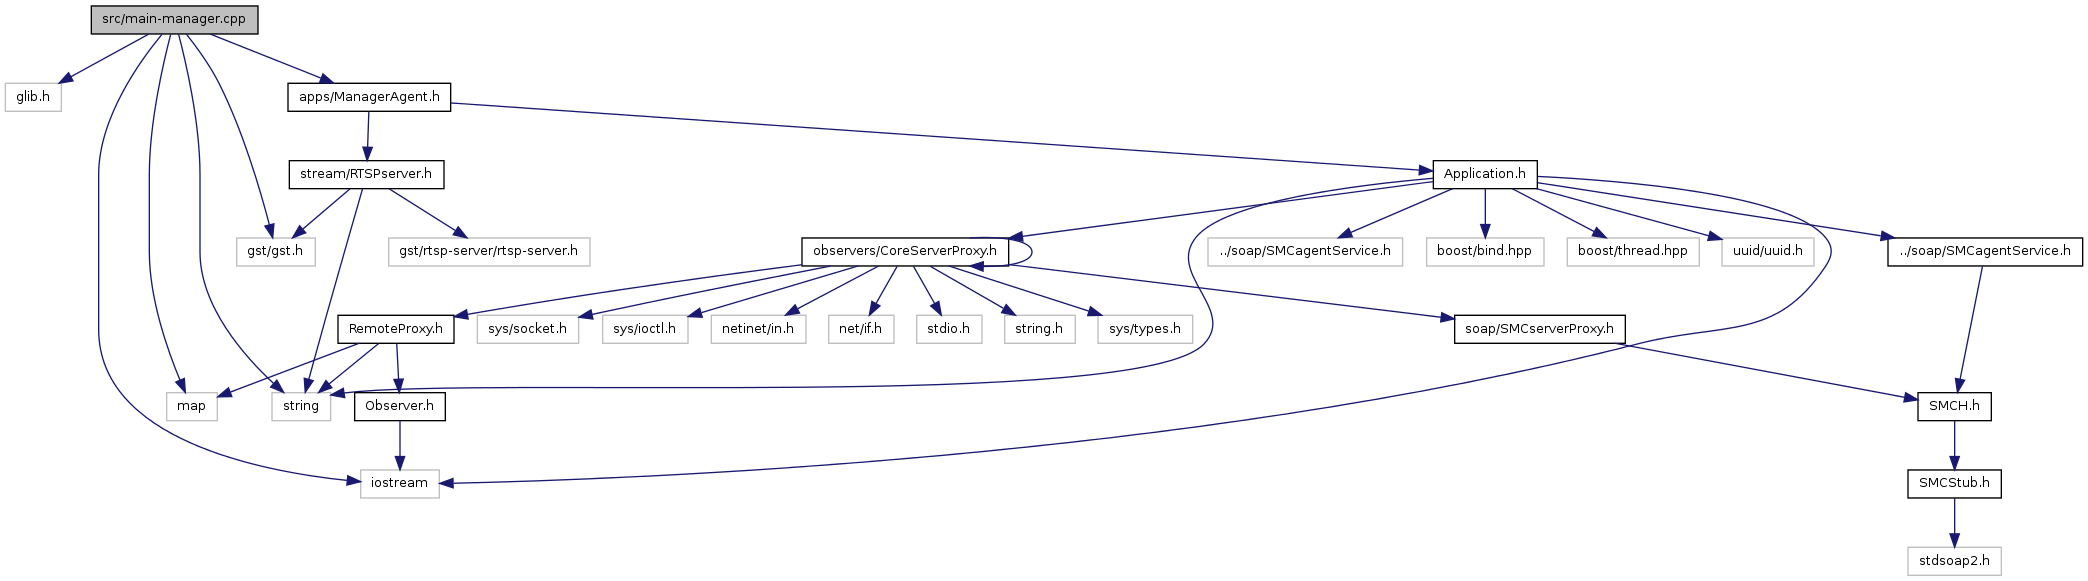 src/main-manager.cpp
glib.h
apps/ManagerAgent.h
stream/RTSPserver.h
Application.h
gst/gst.h
gst/rtsp-server/rtsp-server.h
observers/CoreServerProxy.h
../soap/SMCagentService.h
boost/bind.hpp
boost/thread.hpp
uuid/uuid.h
../soap/SMCagentService.h
RemoteProxy.h
sys/socket.h
sys/ioctl.h
netinet/in.h
net/if.h
stdio.h
string.h
sys/types.h
soap/SMCserverProxy.h
map
string
Observer.h
SMCH.h
iostream
SMCStub.h
stdsoap2.h